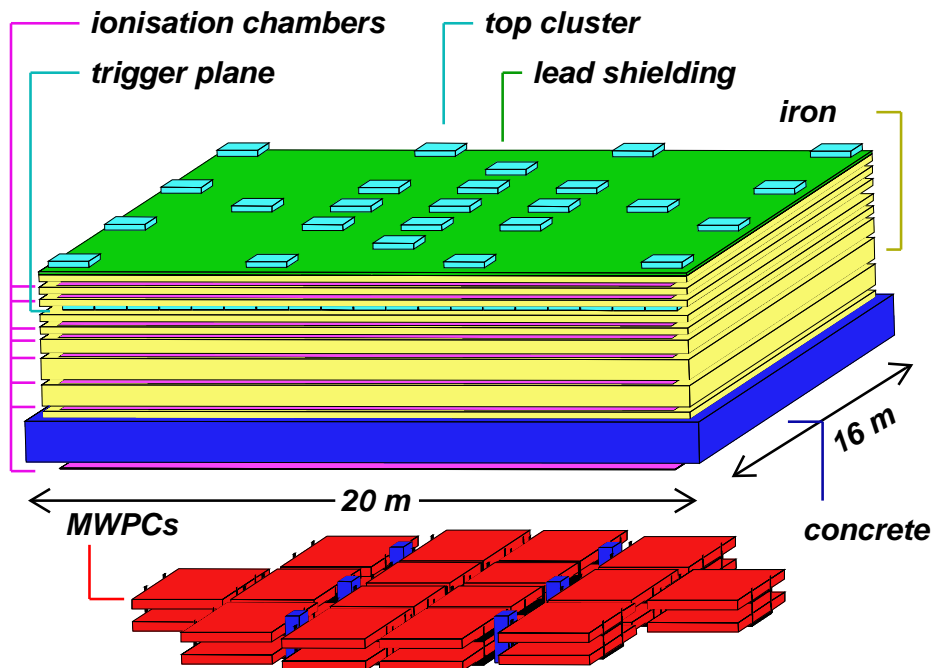 ionisation chambers
top cluster
trigger plane
lead shielding
iron
16 m
20 m
MWPCs
concrete